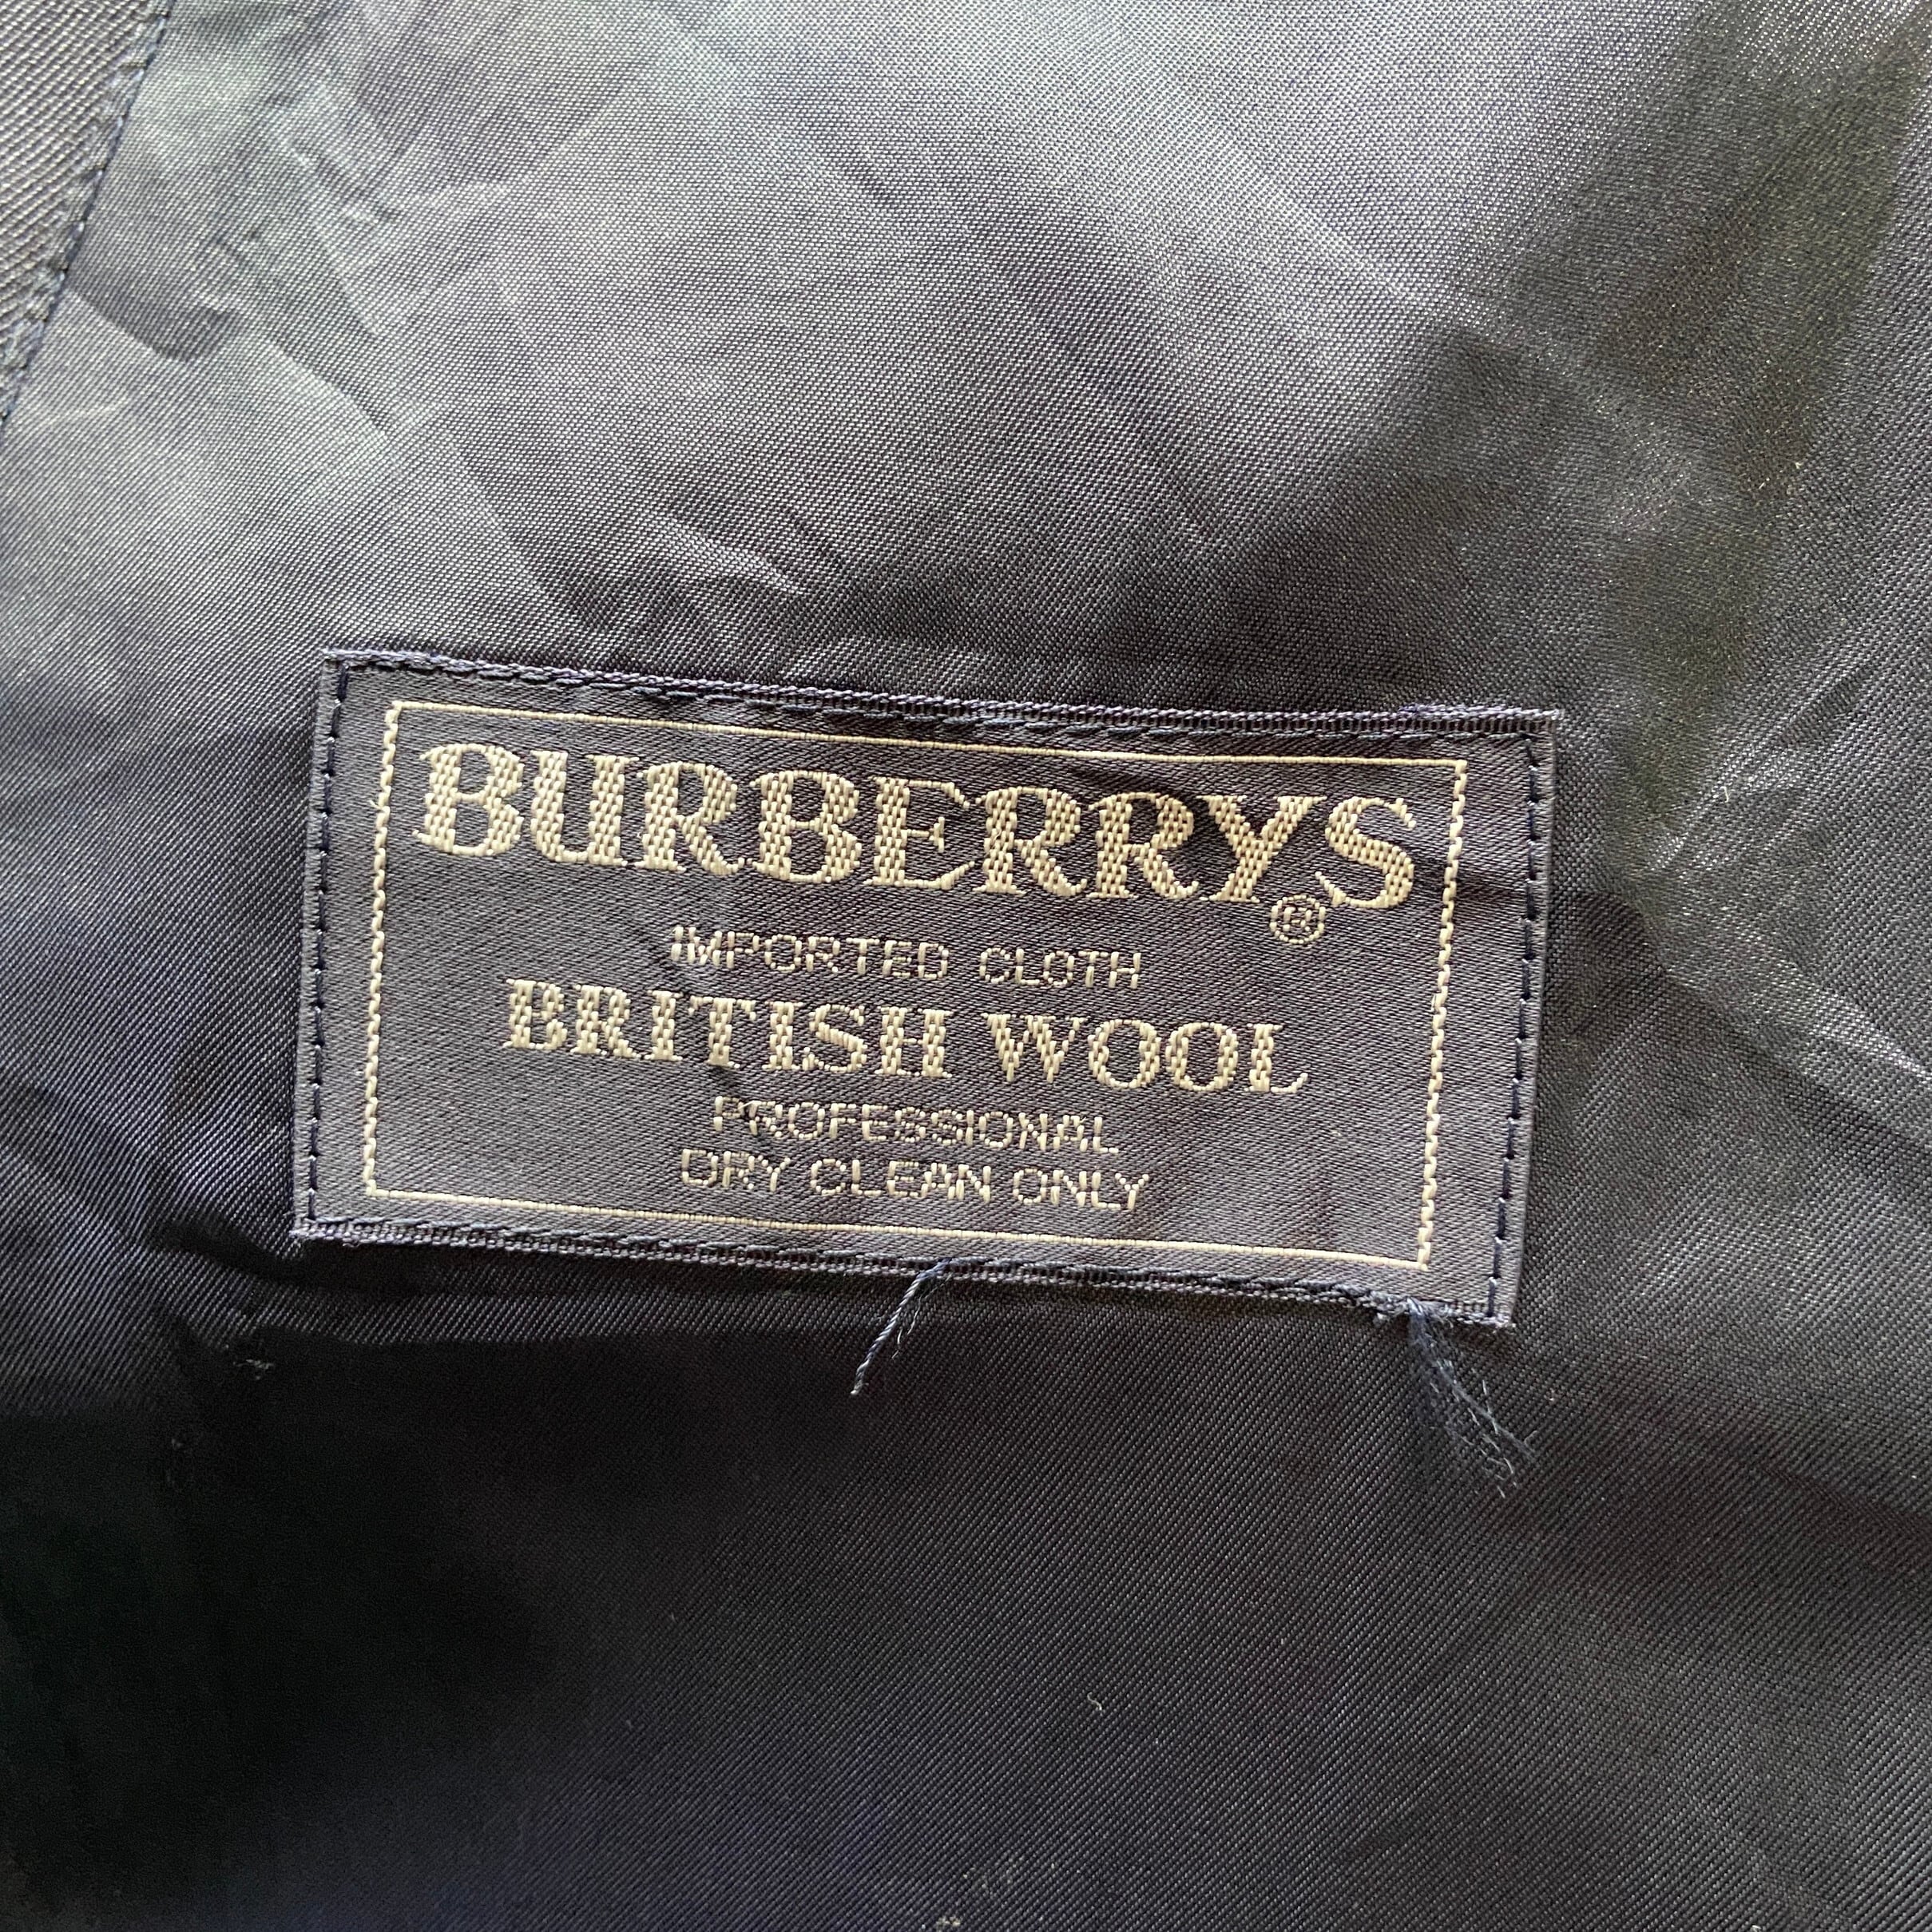 BURBERRYS®
IMPORTED CLOTH
BRITISH WOOL
PROFESSIONAL
DRY CLEAN ONLY